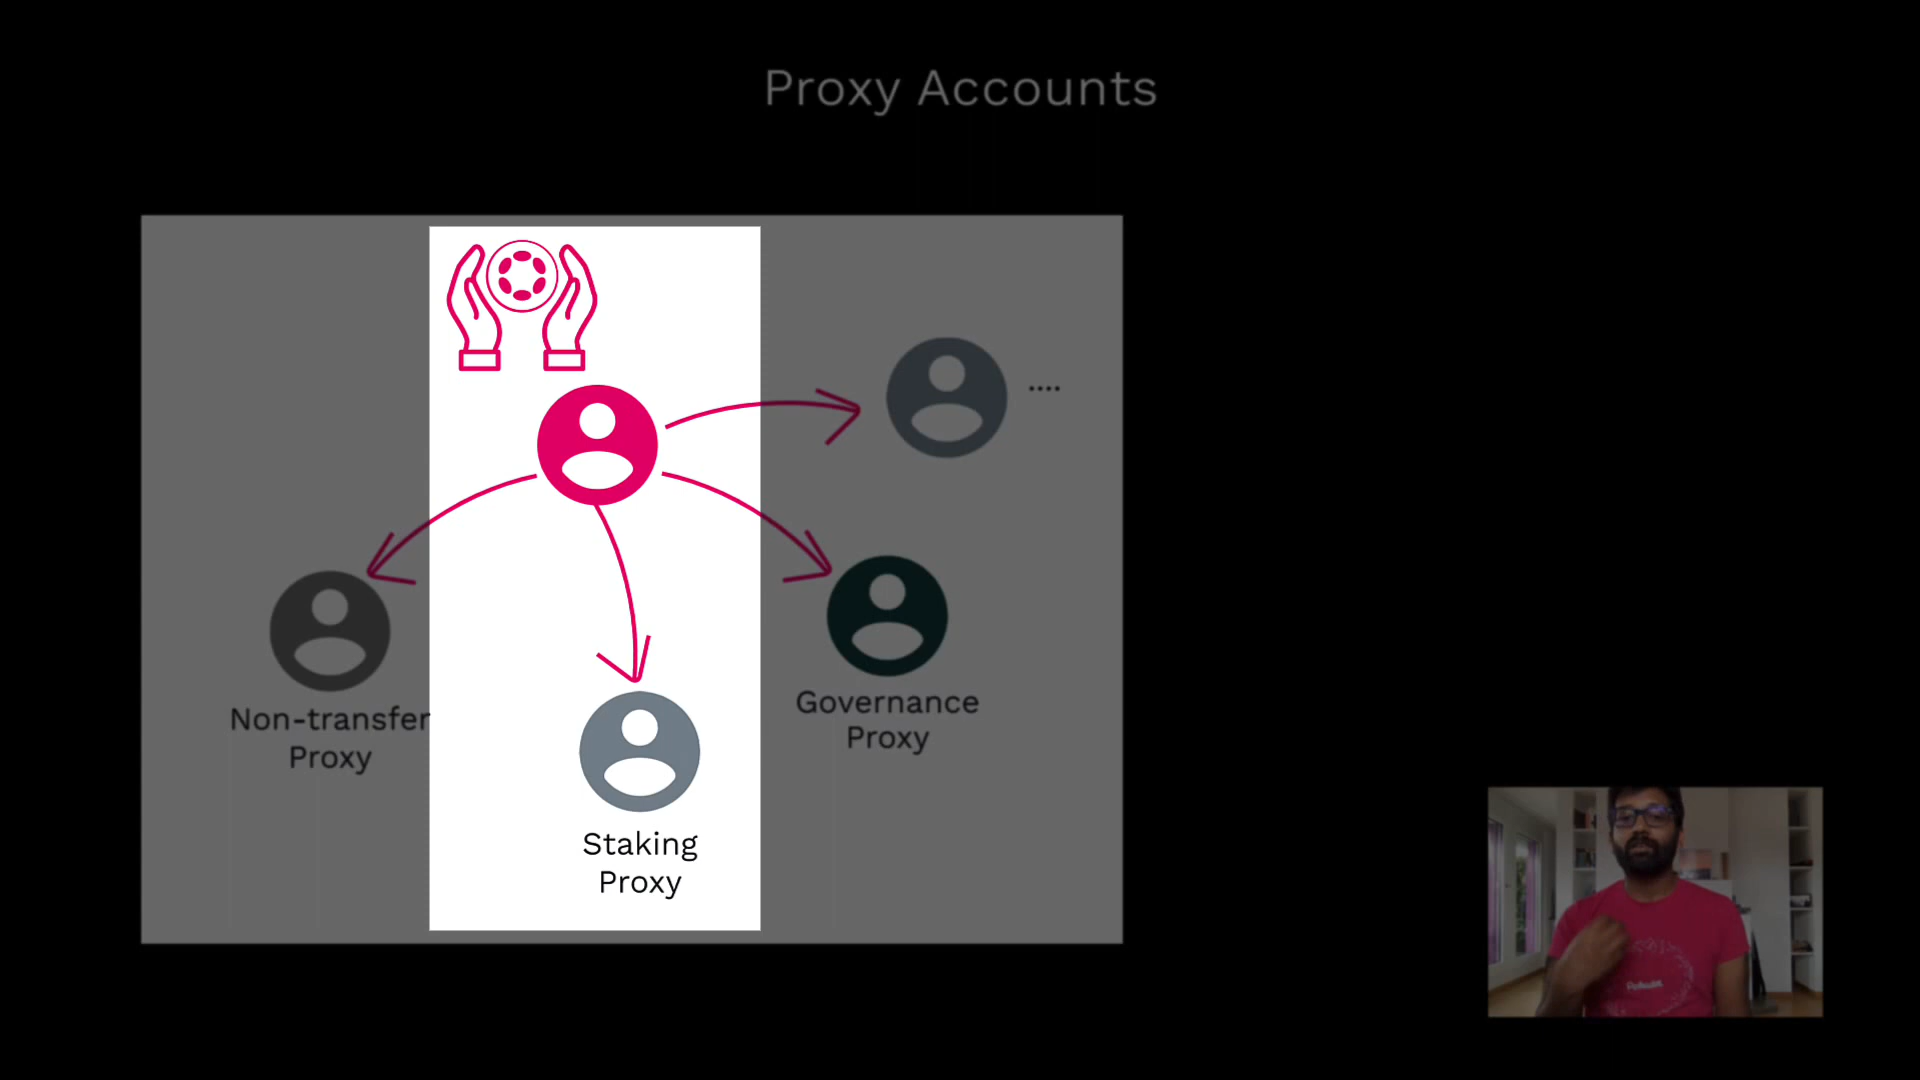 Proxy Accounts
....
Non-transfer
Proxy
Governance
Proxy
Staking
Proxy